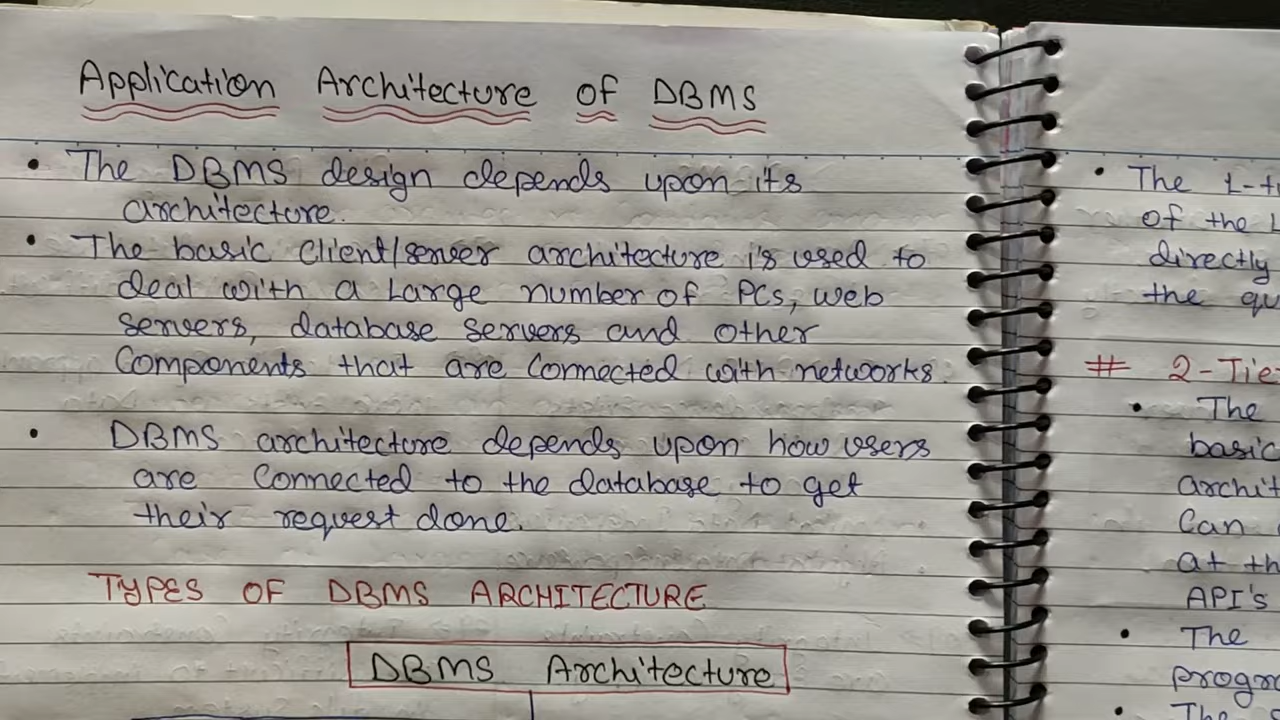 Application Architecture of DBMS
• The DBMS design depends upon its
architecture.
• The basic client/server architecture is used to
deal with a large number of PCs, web
servers, database servers and other
components that are connected with networks.
• DBMS architecture depends upon how users
are connected to the database to get
their request done.
TYPES OF DBMS ARCHITECTURE
DBMS Architecture
• The 1-
of the
directly
the
# 2-Tie
• The
basic
archit
Can
at th
API's
• The
progr
• The